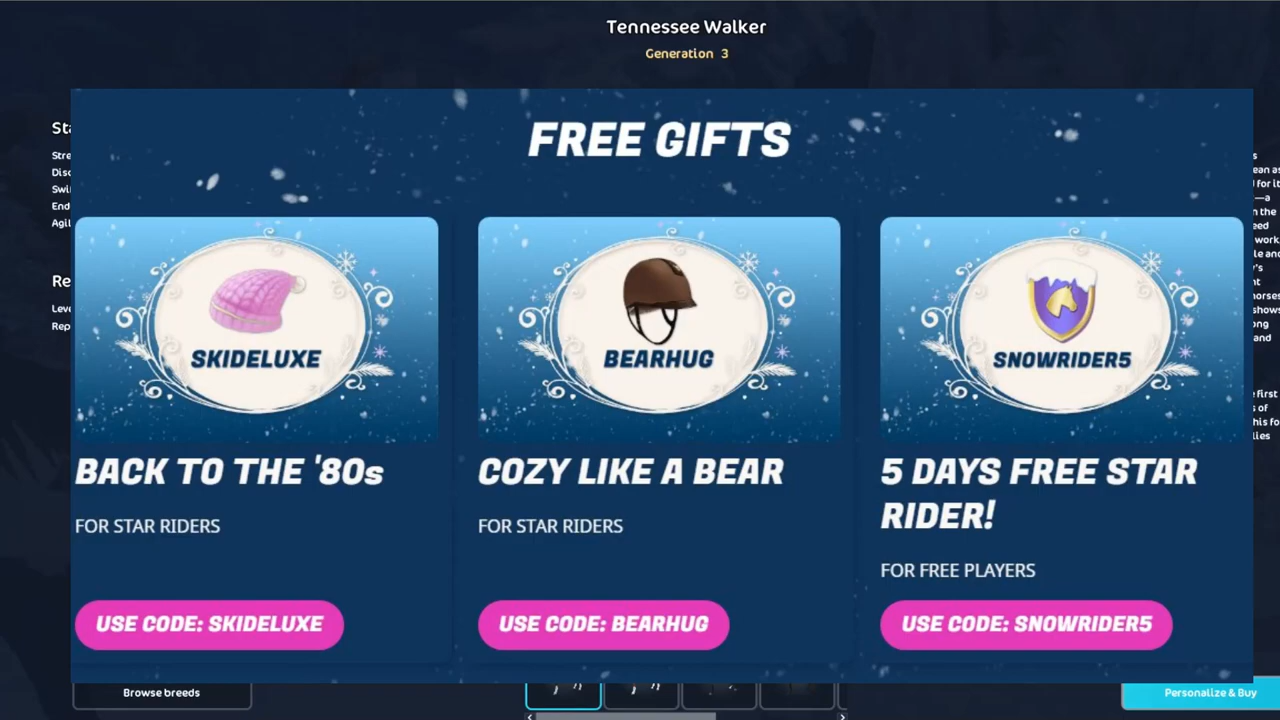 Tennessee Walker
Generation 3
FREE GIFTS
SKIDELUXE
BEARHUG
SNOWRIDER5
BACK TO THE '80s
COZY LIKE A BEAR
5 DAYS FREE STAR
RIDER!
FOR STAR RIDERS
FOR STAR RIDERS
FOR FREE PLAYERS
USE CODE: SKIDELUXE
USE CODE: BEARHUG
USE CODE: SNOWRIDER5
Browse breeds
Personalize & Buy